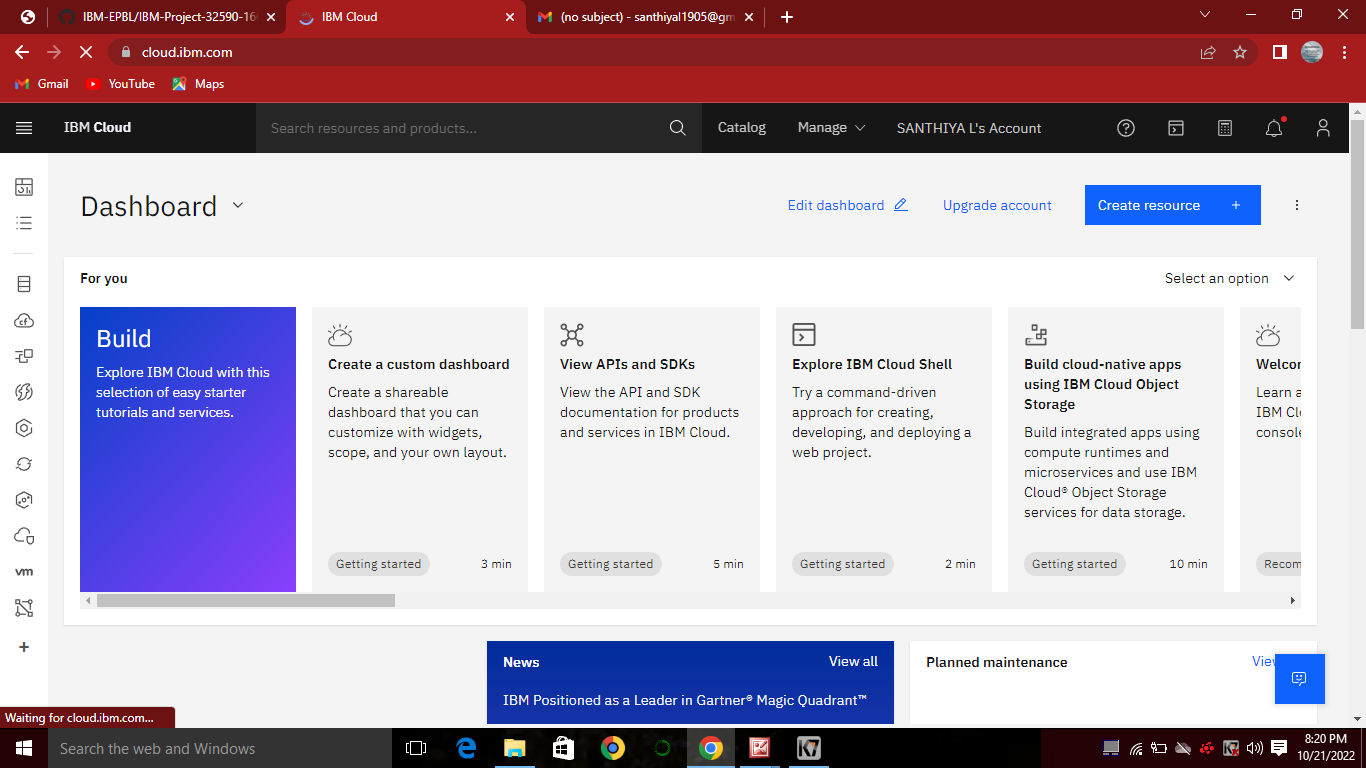 IBM-EPBL/IBM-Project-32590-16
IBM Cloud
(no subject) - santhiyal1905@gm
cloud.ibm.com
Gmail
YouTube
Maps
IBM Cloud
Search resources and products...
Catalog
Manage
SANTHIYA L's Account
Dashboard
Edit dashboard
Upgrade account
Create resource +
For you
Select an option
Build
Explore IBM Cloud with this
selection of easy starter
tutorials and services.
Create a custom dashboard
Create a shareable
dashboard that you can
customize with widgets,
scope, and your own layout.
Getting started
3 min
View APIs and SDKs
View the API and SDK
documentation for products
and services in IBM Cloud.
Getting started
5 min
Explore IBM Cloud Shell
Try a command-driven
approach for creating,
developing, and deploying a
web project.
Getting started
2 min
Build cloud-native apps
using IBM Cloud Object
Storage
Build integrated apps using
compute runtimes and
microservices and use IBM
Cloud® Object Storage
services for data storage.
Getting started
10 min
Welcor
Learn a
IBM Cl
console
Recom
vm
News
View all
IBM Positioned as a Leader in Gartner® Magic Quadrant™
Planned maintenance
View
Waiting for cloud.ibm.com...
Search the web and Windows
8:20 PM
10/21/2022